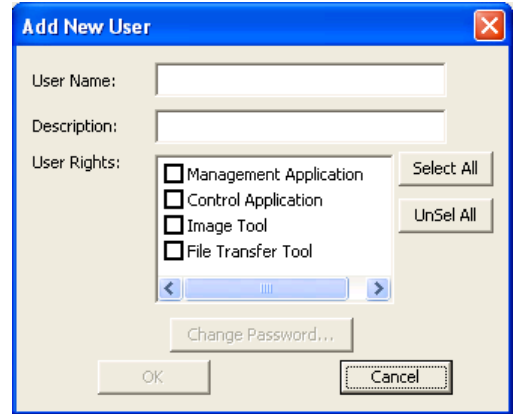 Add New User
User Name:
Description:
User Rights:
Management Application
Control Application
Image Tool
File Transfer Tool
Select All
UnSel All
Change Password...
OK
Cancel